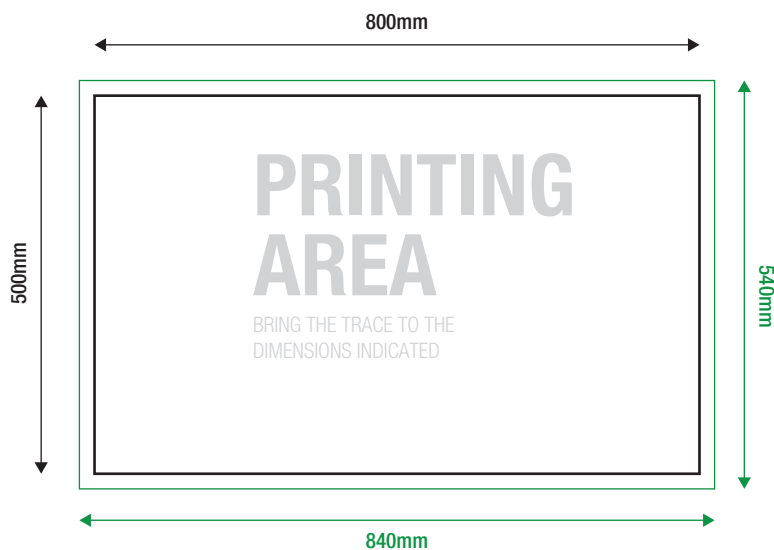 800mm
500mm
PRINTING
AREA
BRING THE TRACE TO THE
DIMENSIONS INDICATED
540mm
840mm